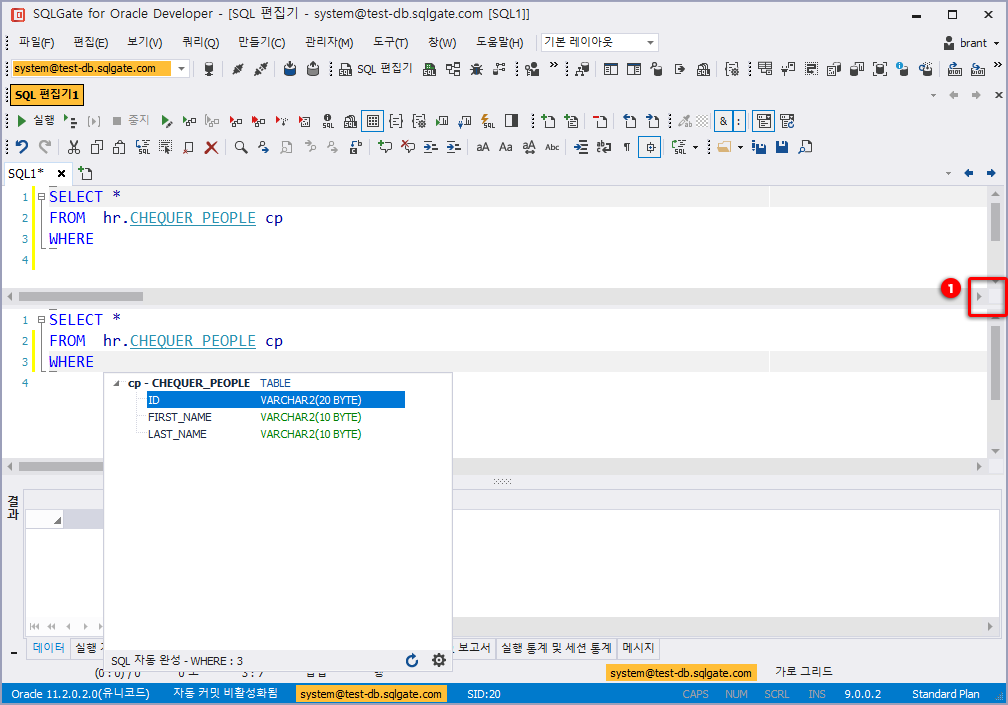 SQLGate for Oracle Developer - [SQL 편집기 - system@test-db.sqlgate.com [SQL1]]
파일(F) 편집(E) 보기(V) 쿼리(Q) 만들기(C) 관리자(M) 도구(T) 창(W) 도움말(H) 기본 레이아웃 brant
system@test-db.sqlgate.com SQL 편집기
SQL 편집기1
실행 중지
SQL1*
1 SELECT *
2 FROM hr.CHEQUER_PEOPLE cp
3 WHERE
4
1
1 SELECT *
2 FROM hr.CHEQUER_PEOPLE cp
3 WHERE
4
cp - CHEQUER_PEOPLE TABLE
ID VARCHAR2(20 BYTE)
FIRST_NAME VARCHAR2(10 BYTE)
LAST_NAME VARCHAR2(10 BYTE)
결과
데이터 실행 보고서 실행 통계 및 세션 통계 메시지
SQL 자동 완성 - WHERE : 3
system@test-db.sqlgate.com 가로 그리드
Oracle 11.2.0.2.0(유니코드) 자동 커밋 비활성화됨 system@test-db.sqlgate.com SID:20 CAPS NUM SCRL INS 9.0.0.2 Standard Plan